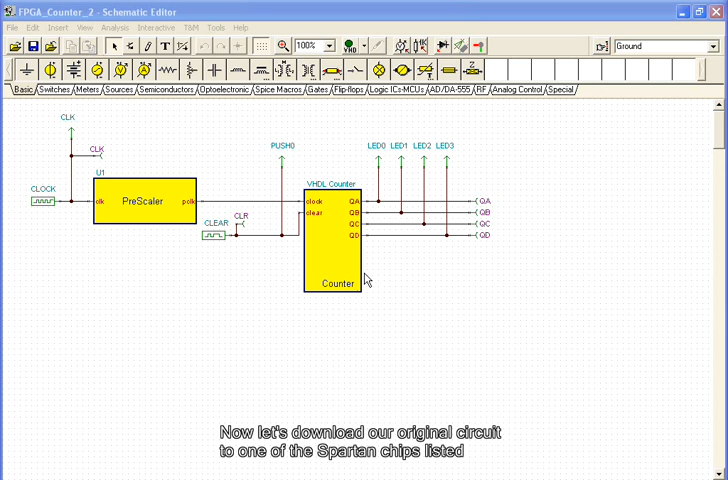 FPGA_Counter_2 - Schematic Editor
File Edit Insert View Analysis Interactive T&M Tools Help
100% VHD Ground
Basic Switches Meters Sources Semiconductors Optoelectronic Spice Macros Gates Flip-flops Logic ICs-MCUs AD/DA-555 RF Analog Control Special
CLK
CLK
PUSH0
LED0 LED1 LED2 LED3
U1
CLOCK
clk PreScaler pclk
VHDL Counter
clock
clear
QA
QB
QC
QD
QA
QB
QC
QD
CLR
CLEAR
Counter
Now let's download our original circuit
to one of the Spartan chips listed